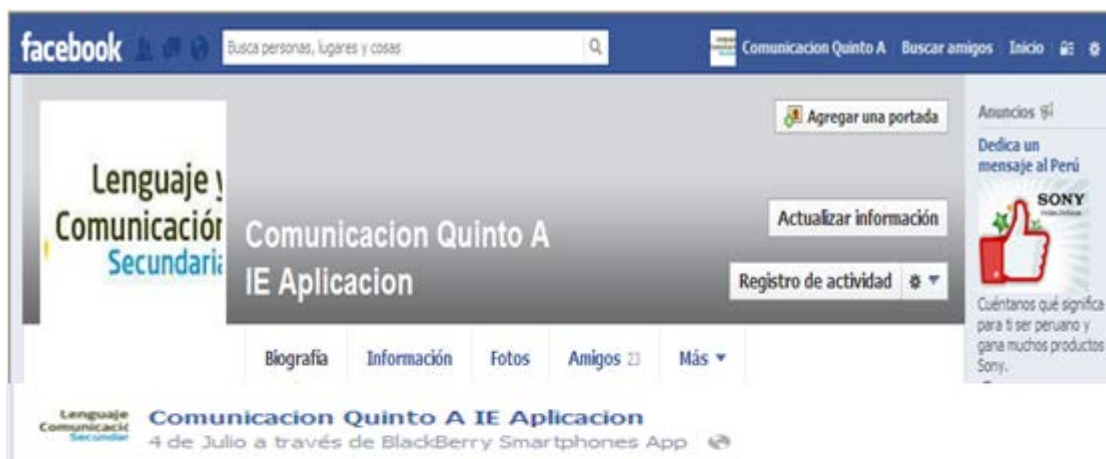 facebook
Busca personas, lugares y cosas
Comunicacion Quinto A Buscar amigos Inicio
Lenguaje y
Comunicación
Secundaria
Comunicacion Quinto A
IE Aplicacion
Agregar una portada
Actualizar información
Registro de actividad
Anuncios
Dedica un
mensaje al Perú
SONY
Cuéntanos qué significa
para ti ser peruano y
gana muchos productos
Sony.
Biografía Información Fotos Amigos 23 Más
Lenguaje
Comunicació
Secundar
Comunicacion Quinto A IE Aplicacion
4 de Julio a través de BlackBerry Smartphones App